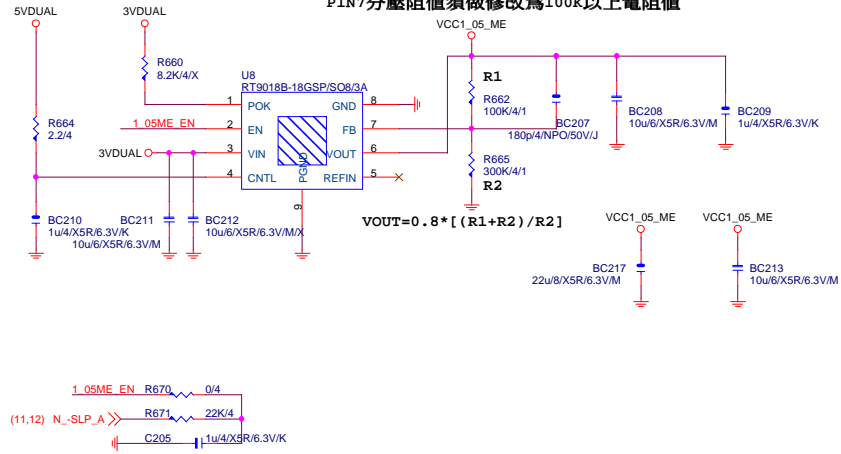 PIN7分壓阻值須做修改為100K以上電阻值
5VDUAL
3VDUAL
VCC1_05_ME
R660
8.2K/4/X
U8
RT9018B-18GSP/SO8/3A
R1
R662
100K/4/1
BC207
180p/4/NPO/50V/J
BC208
10u/6/X5R/6.3V/M
BC209
1u/4/X5R/6.3V/K
R664
2.2/4
1_05ME_EN
3VDUAL
1 POK
2 EN
3 VIN
4 CNTL
GND 8
FB 7
VOUT 6
REFIN 5
PGND
9
R665
300K/4/1
R2
VOUT=0.8*[(R1+R2)/R2]
BC210
1u/4/X5R/6.3V/K
BC211
10u/6/X5R/6.3V/M
BC212
10u/6/X5R/6.3V/M/X
VCC1_05_ME
VCC1_05_ME
BC217
22u/8/X5R/6.3V/M
BC213
10u/6/X5R/6.3V/M
1_05ME_EN R670 0/4
(11,12) N_-SLP_A R671 22K/4
C205 1u/4/X5R/6.3V/K